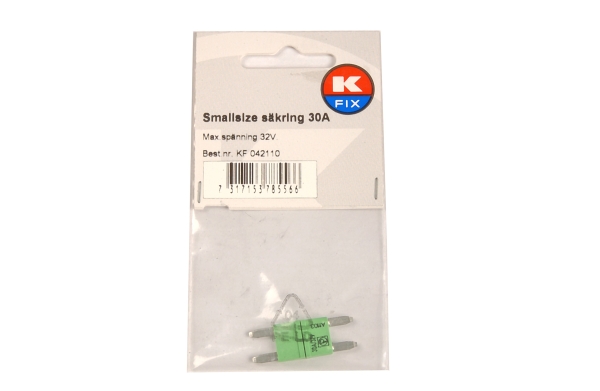 K
FIX
Smallsize säkring 30A
Max.spänning 32V
Best.nr. KF 042110
7 317153 785566